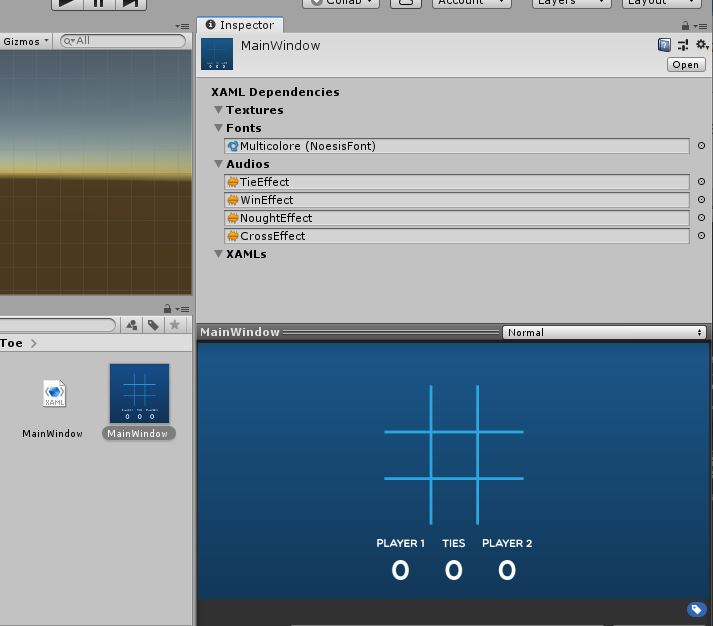 Collab
Account
Layers
Layout
Gizmos
All
Inspector
MainWindow
Open
XAML Dependencies
Textures
Fonts
Multicolore (NoesisFont)
Audios
TieEffect
WinEffect
NoughtEffect
CrossEffect
XAMLs
MainWindow
Normal
Toe
XAML
MainWindow
MainWindow
PLAYER 1 TIES PLAYER 2
0 0 0